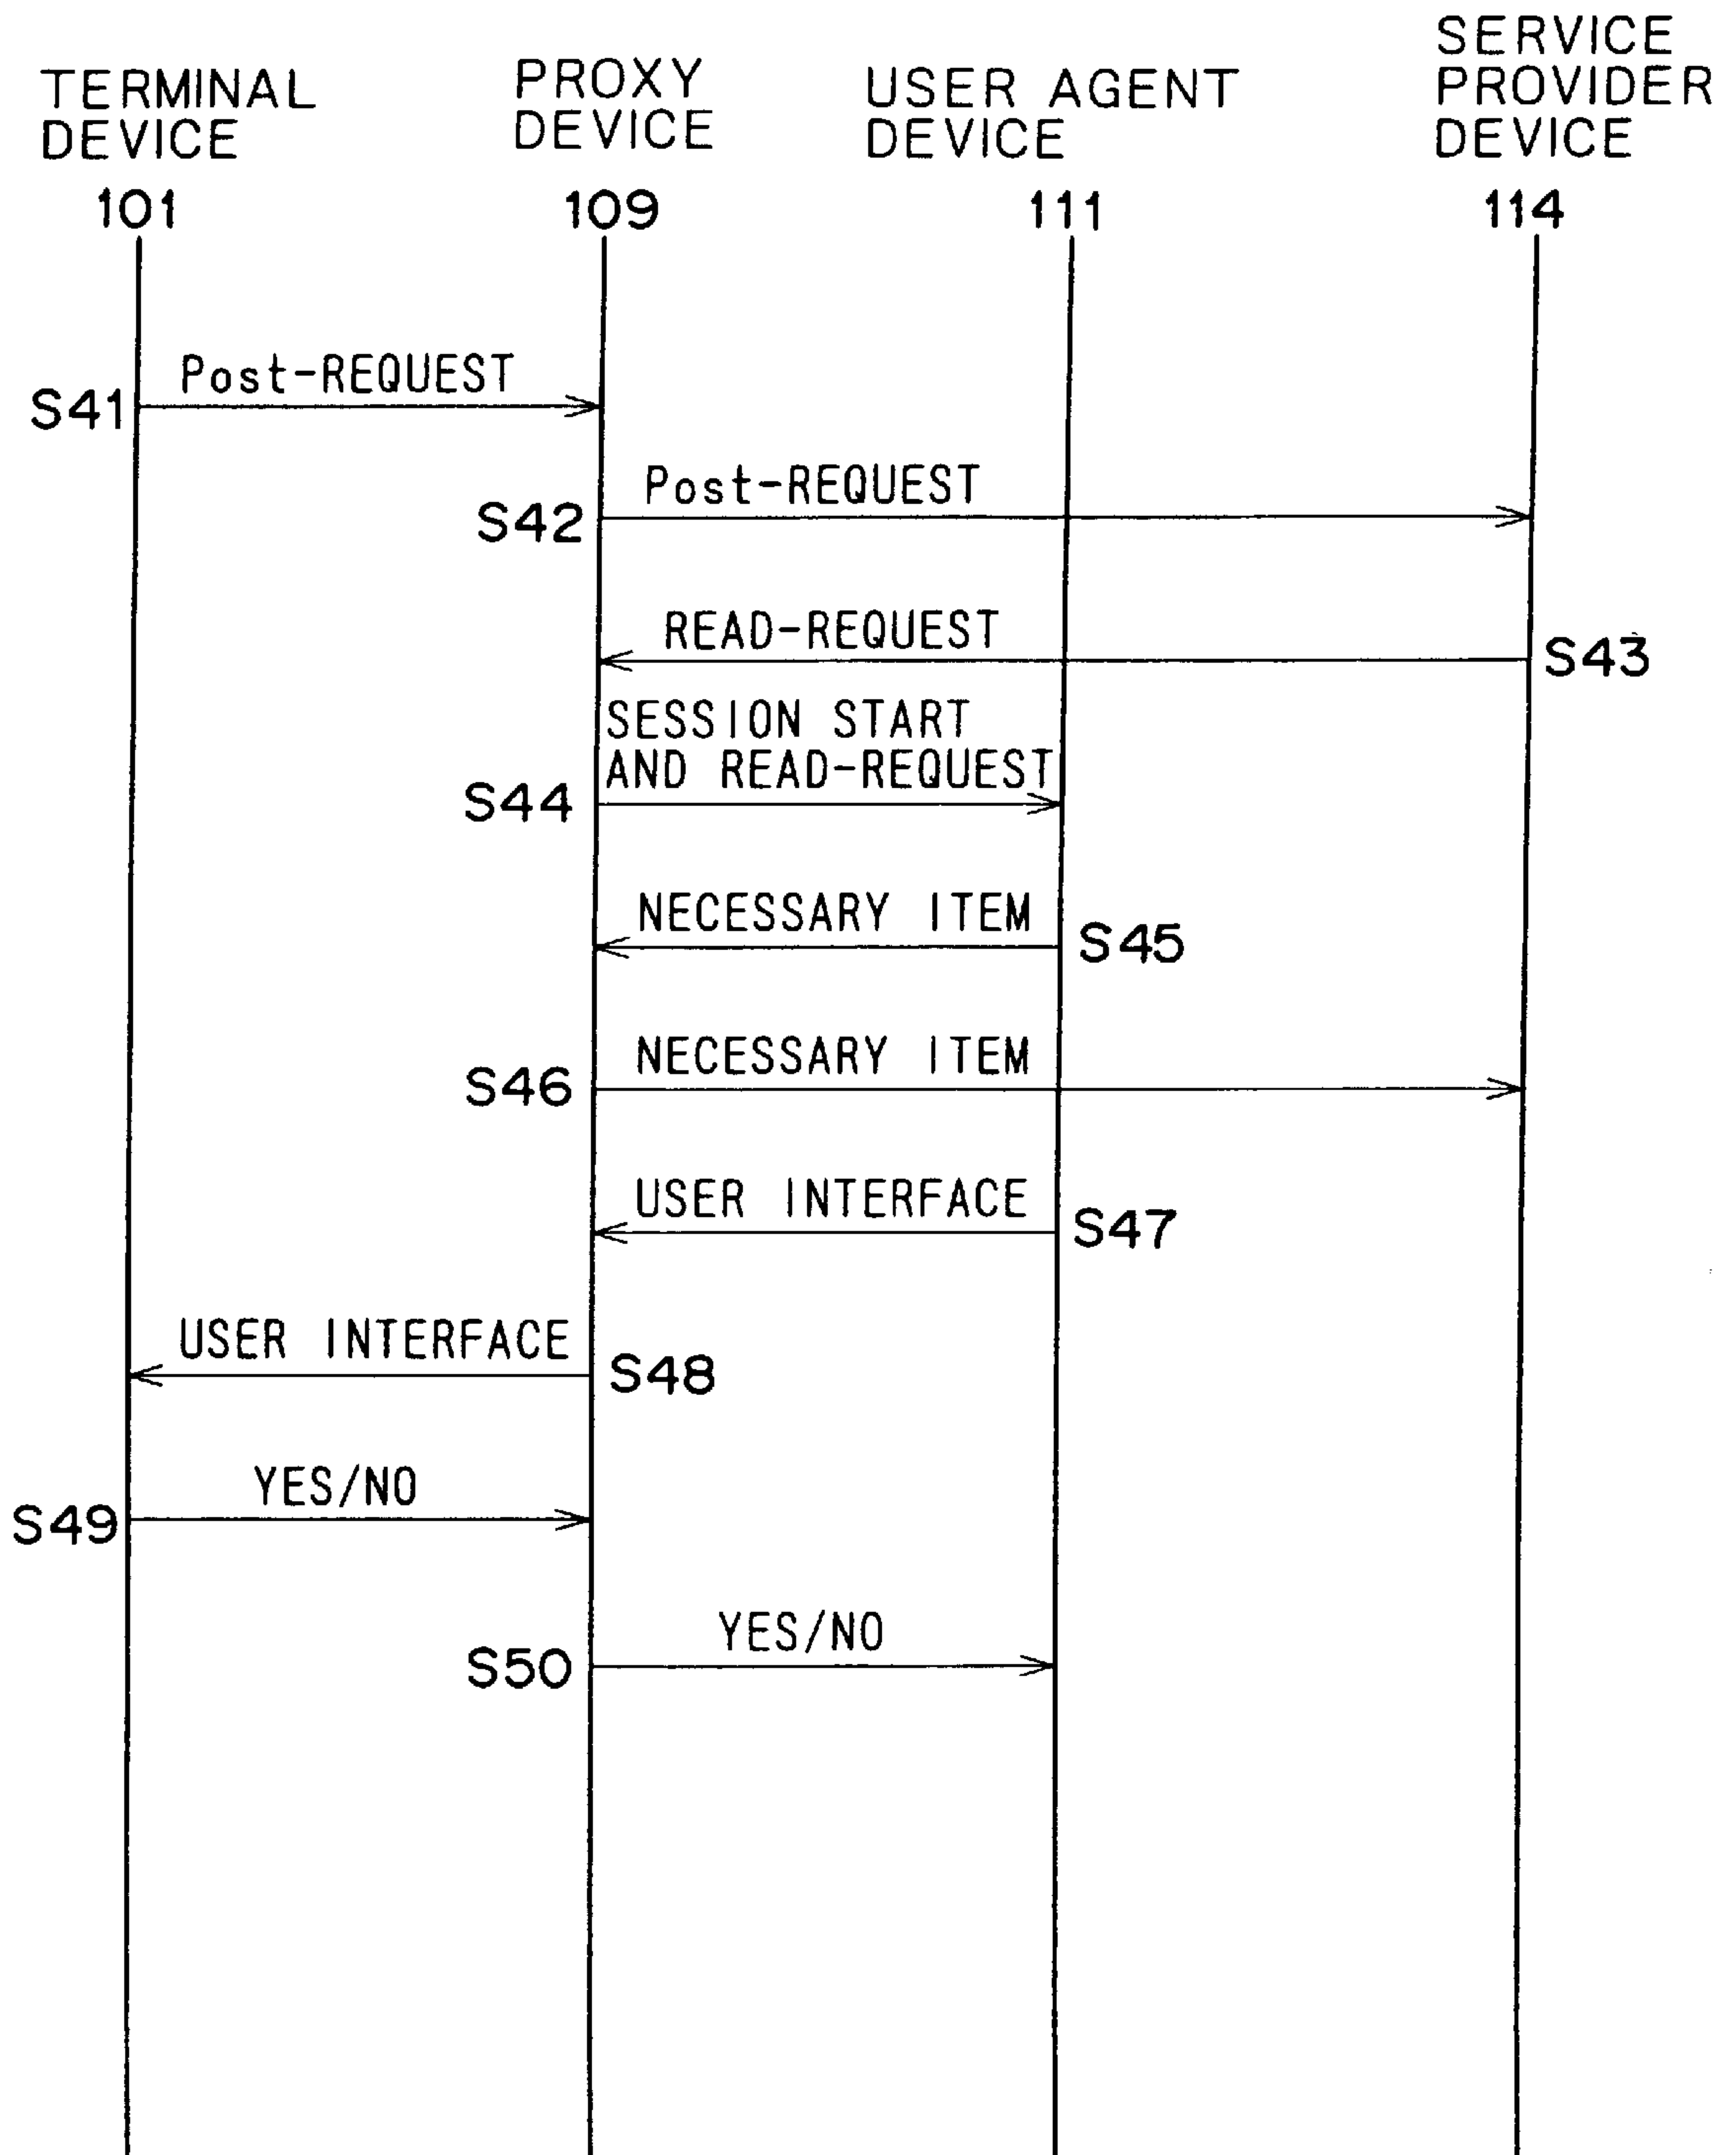 TERMINAL
DEVICE
101
PROXY
DEVICE
109
USER AGENT
DEVICE
111
SERVICE
PROVIDER
DEVICE
114
S41
Post-REQUEST
S42
Post-REQUEST
READ-REQUEST
S43
SESSION START
AND READ-REQUEST
S44
NECESSARY ITEM
S45
NECESSARY ITEM
S46
USER INTERFACE
S47
USER INTERFACE
S48
YES/NO
S49
YES/NO
S50